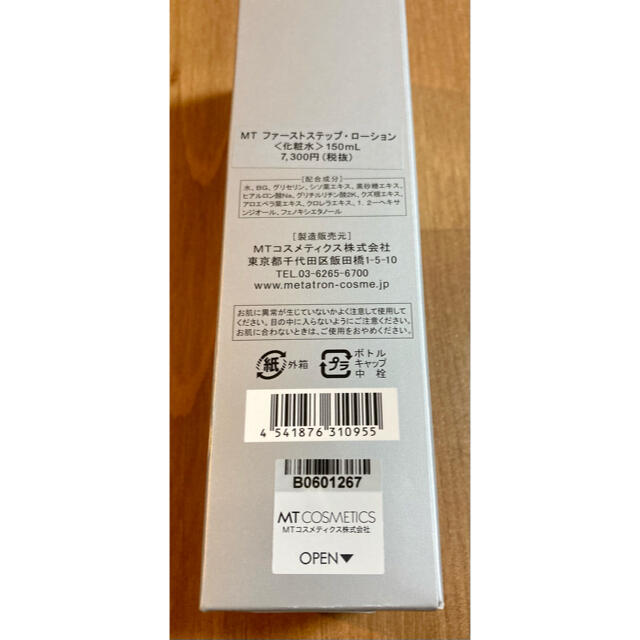 MT ファーストステップ・ローション
＜化粧水＞150mL
7,300円(税抜)
［配合成分］
水、BG、グリセリン、シソ葉エキス、黒砂糖エキス、
ヒアルロン酸Na、グリチルリチン酸2K、クズ根エキス、
アロエベラ葉エキス、クロレラエキス、1，2－ヘキサ
ンジオール、フェノキシエタノール
［製造販売元］
MTコスメティクス株式会社
東京都千代田区飯田橋1-5-10
TEL.03-6265-6700
www.metatron-cosme.jp
お肌に異常が生じていないかよく注意して使用して
ください。目の中に入らないようにご注意ください。
お肌に合わないときは、ご使用をおやめください。
紙 外箱
プラ ボトル
キャップ
中 栓
4 541876 310955
B0601267
MT COSMETICS
MTコスメティクス株式会社
OPEN▼